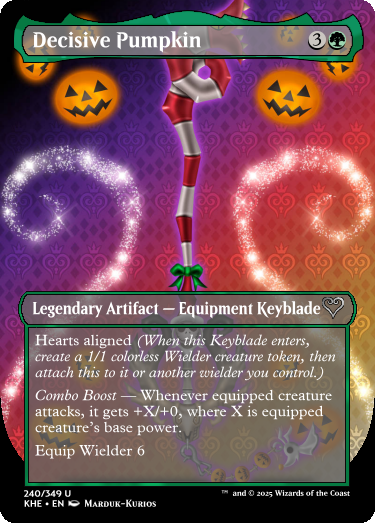 Decisive Pumpkin 3
Legendary Artifact — Equipment Keyblade
Hearts aligned (When this Keyblade enters,
create a 1/1 colorless Wielder creature token, then
attach this to it or another wielder you control.)
Combo Boost — Whenever equipped creature
attacks, it gets +X/+0, where X is equipped
creature's base power.
Equip Wielder 6
240/349 U
KHE • EN Marduk-Kurios
™ and © 2025 Wizards of the Coast